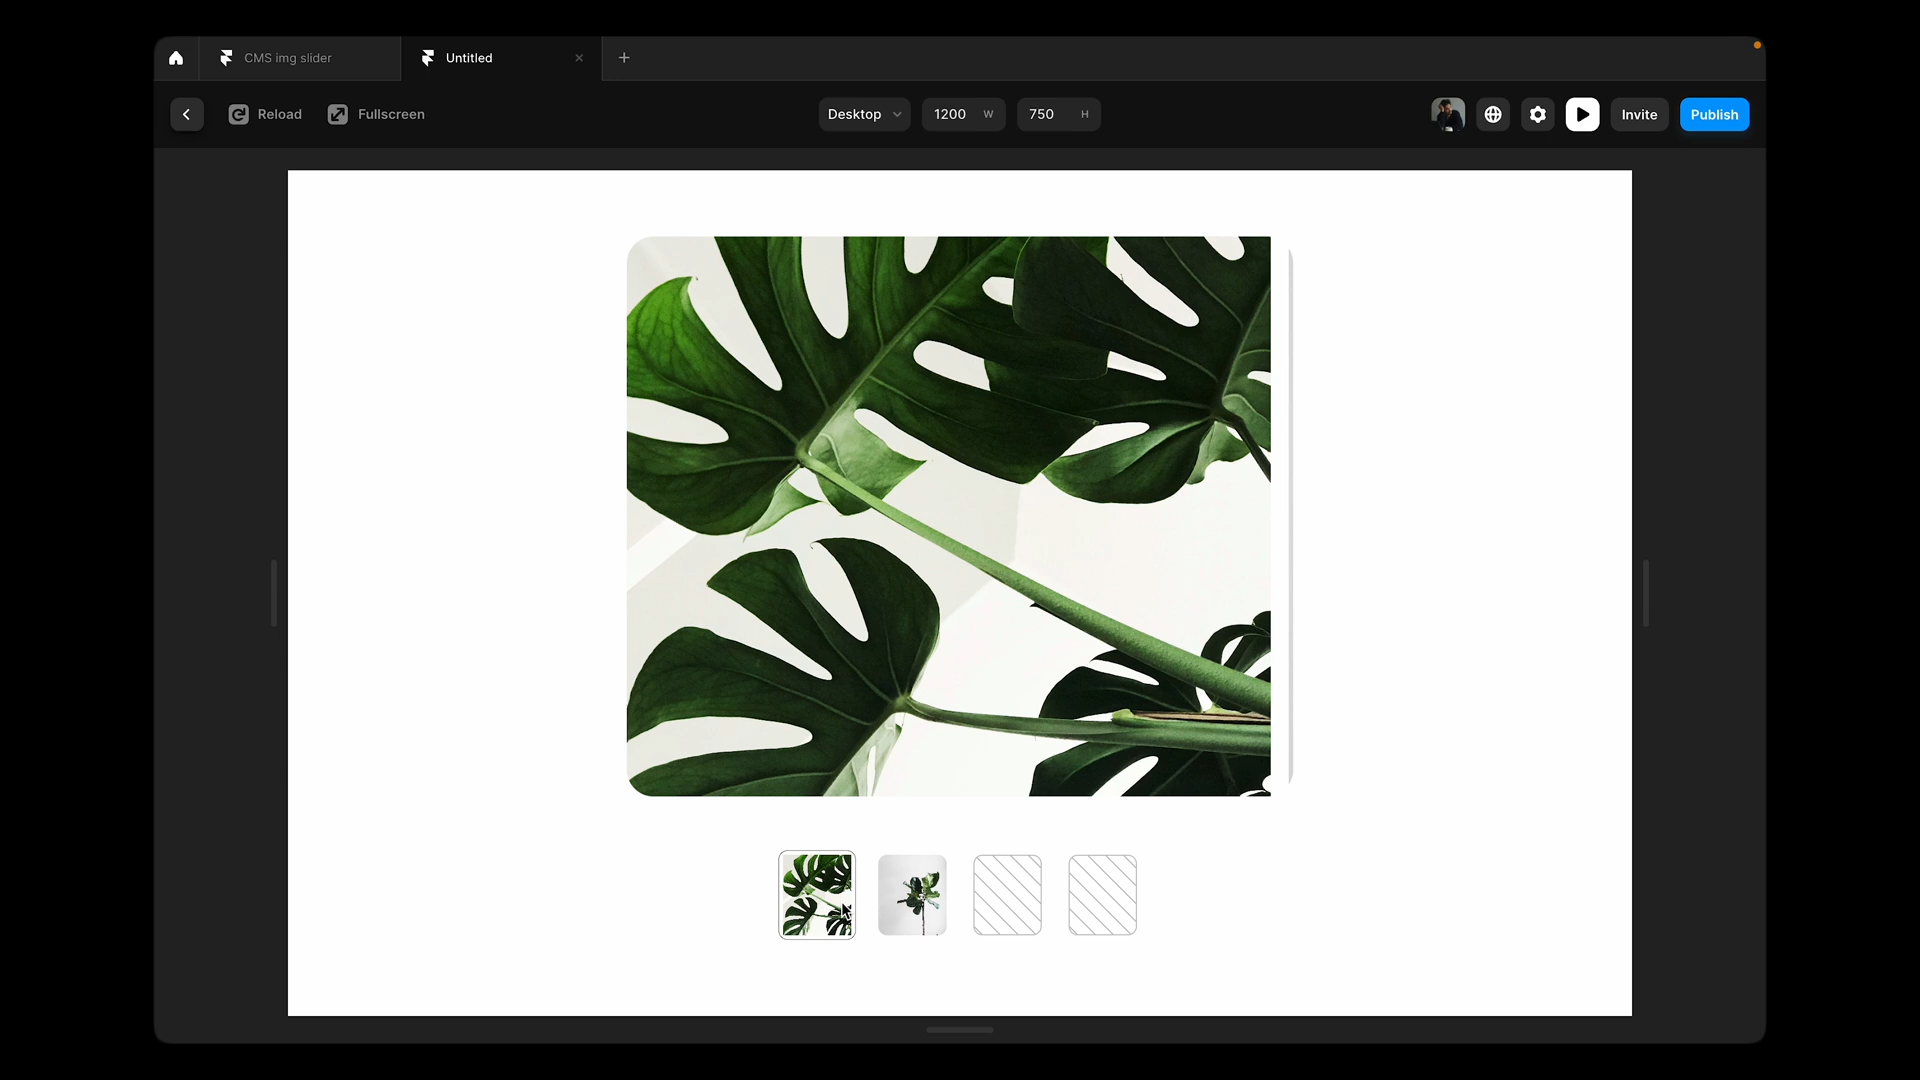 CMS img slider
Untitled
Reload
Fullscreen
Desktop
1200 W
750 H
Invite
Publish